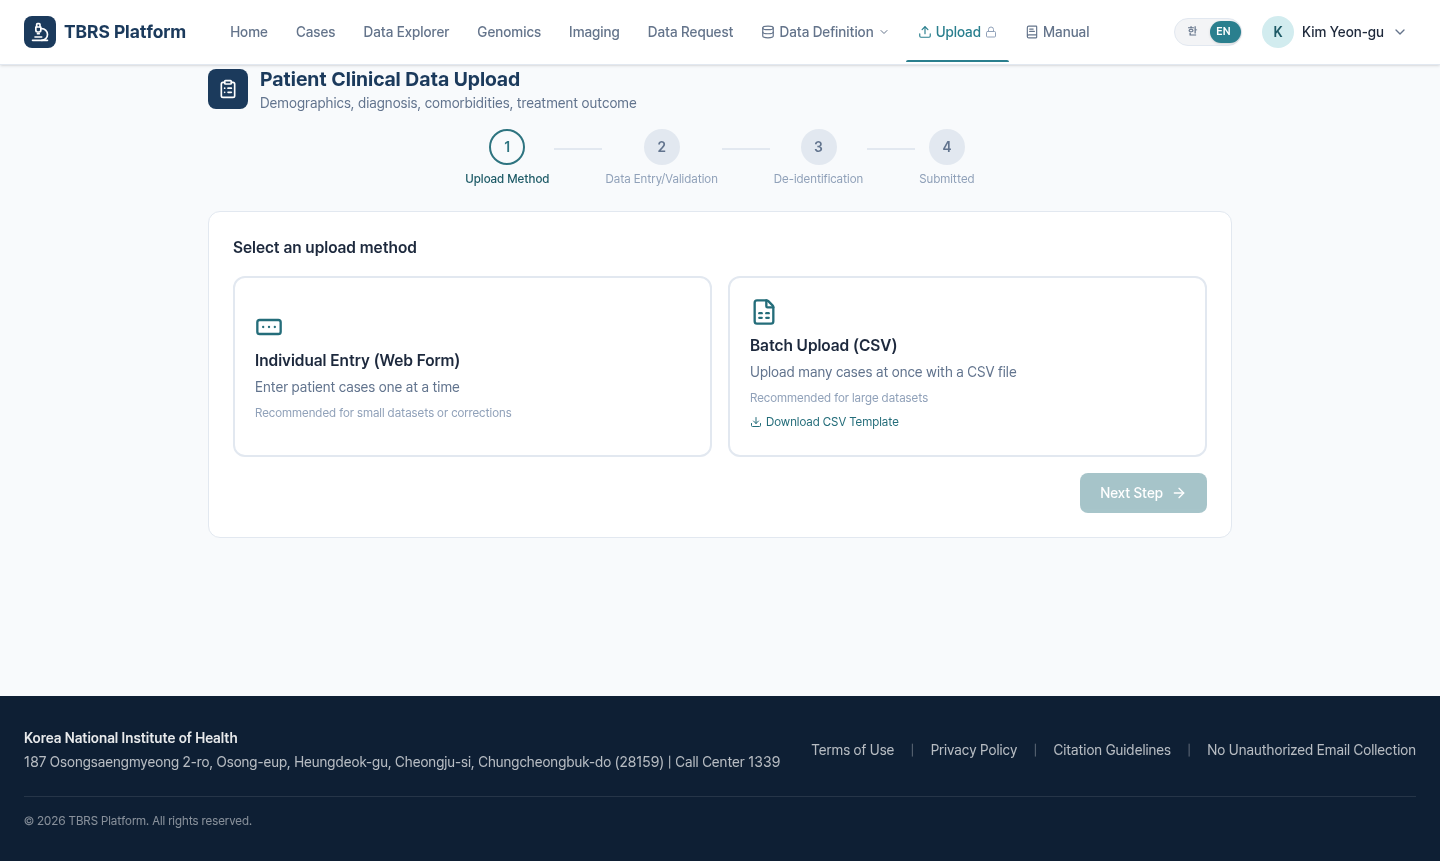 TBRS Platform
Home
Cases
Data Explorer
Genomics
Imaging
Data Request
Data Definition
Upload
Manual
한
EN
K
Kim Yeon-gu
Patient Clinical Data Upload
Demographics, diagnosis, comorbidities, treatment outcome
1
Upload Method
2
Data Entry/Validation
3
De-identification
4
Submitted
Select an upload method
Individual Entry (Web Form)
Enter patient cases one at a time
Recommended for small datasets or corrections
Batch Upload (CSV)
Upload many cases at once with a CSV file
Recommended for large datasets
Download CSV Template
Next Step
Korea National Institute of Health
187 Osongsaengmyeong 2-ro, Osong-eup, Heungdeok-gu, Cheongju-si, Chungcheongbuk-do (28159) | Call Center 1339
Terms of Use | Privacy Policy | Citation Guidelines | No Unauthorized Email Collection
© 2026 TBRS Platform. All rights reserved.